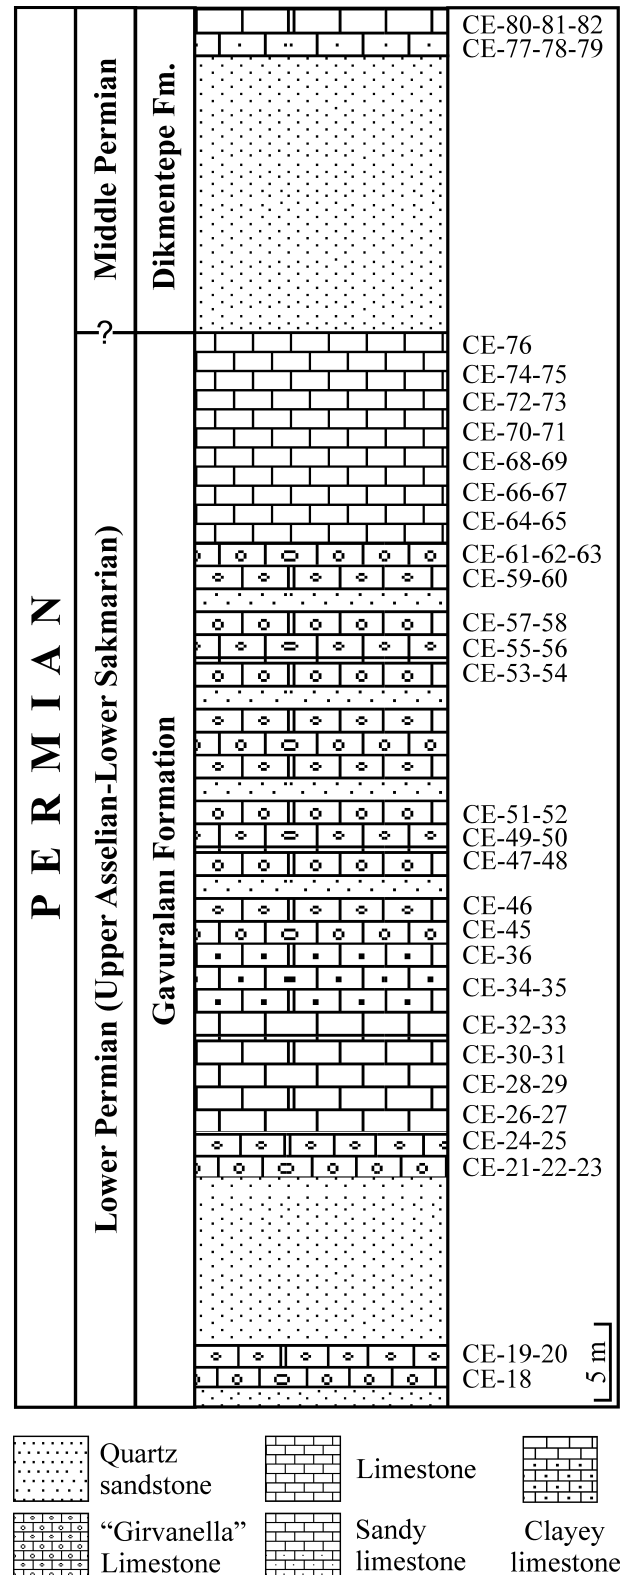 PERMIAN
Middle Permian
Dikmentepe Fm.
?
Lower Permian (Upper Asselian-Lower Sakmarian)
Gavuralanı Formation
CE-80-81-82
CE-77-78-79
CE-76
CE-74-75
CE-72-73
CE-70-71
CE-68-69
CE-66-67
CE-64-65
CE-61-62-63
CE-59-60
CE-57-58
CE-55-56
CE-53-54
CE-51-52
CE-49-50
CE-47-48
CE-46
CE-45
CE-36
CE-34-35
CE-32-33
CE-30-31
CE-28-29
CE-26-27
CE-24-25
CE-21-22-23
CE-19-20
CE-18
5 m
Quartz
sandstone
Limestone
"Girvanella"
Limestone
Sandy
limestone
Clayey
limestone